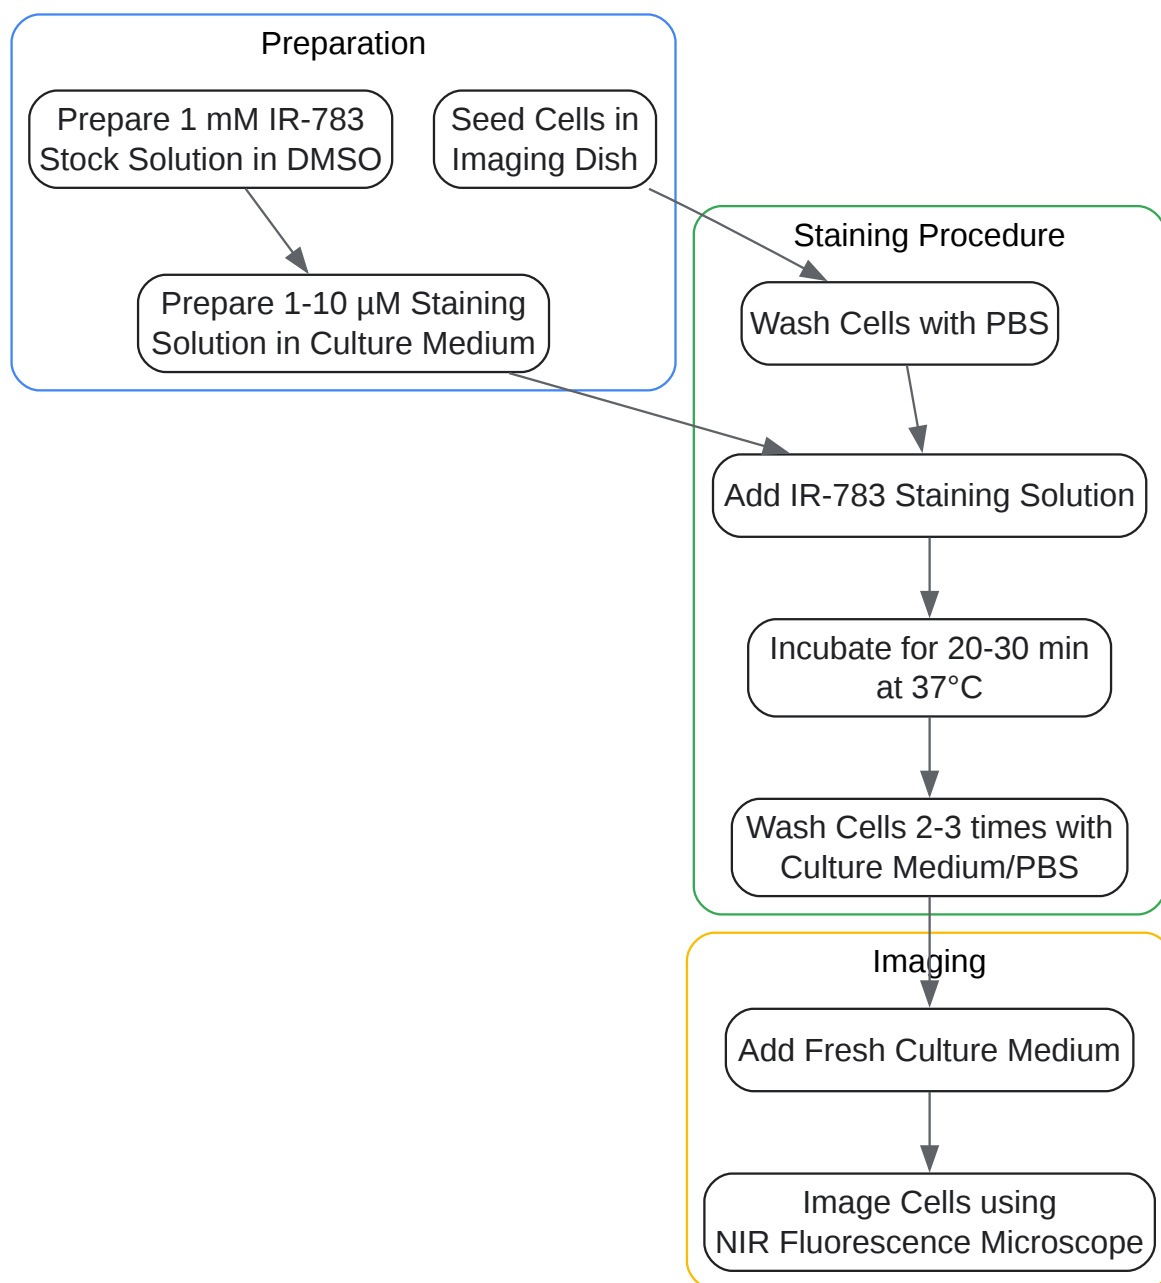 Preparation
Prepare 1 mM IR-783
Stock Solution in DMSO
Seed Cells in
Imaging Dish
Prepare 1-10 µM Staining
Solution in Culture Medium
Staining Procedure
Wash Cells with PBS
Add IR-783 Staining Solution
Incubate for 20-30 min
at 37°C
Wash Cells 2-3 times with
Culture Medium/PBS
Imaging
Add Fresh Culture Medium
Image Cells using
NIR Fluorescence Microscope